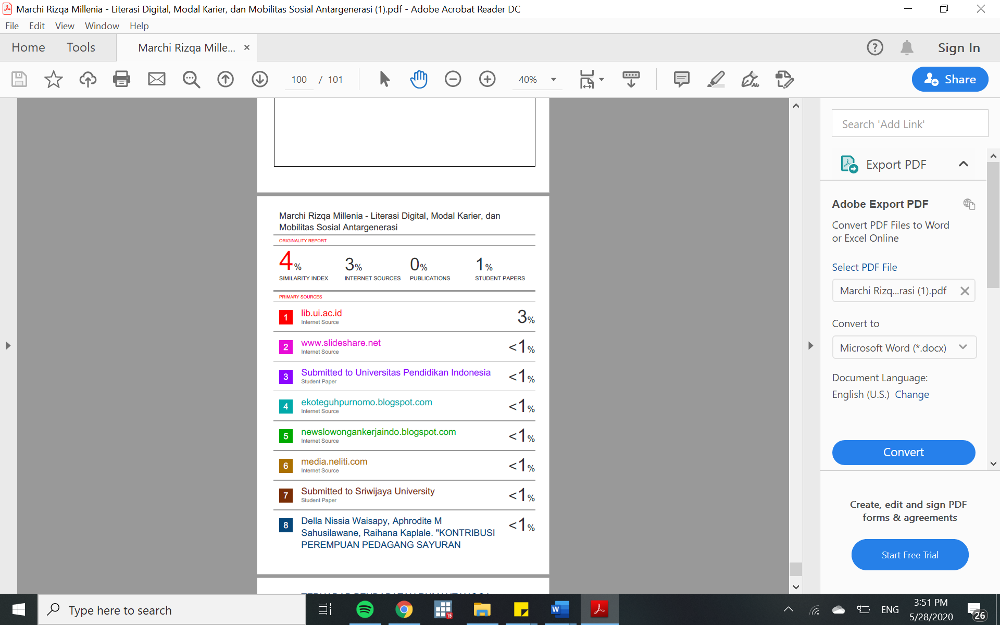 Marchi Rizqa Millenia - Literasi Digital, Modal Karier, dan Mobilitas Sosial Antargenerasi (1).pdf - Adobe Acrobat Reader DC
File Edit View Window Help
Home Tools Marchi Rizqa Mille... Sign In
100 / 101 40% Share
Search 'Add Link'
Export PDF
Adobe Export PDF
Convert PDF Files to Word
or Excel Online
Select PDF File
Marchi Rizq...rasi (1).pdf
Convert to
Microsoft Word (*.docx)
Document Language:
English (U.S.) Change
Convert
Create, edit and sign PDF
forms & agreements
Start Free Trial
Marchi Rizqa Millenia - Literasi Digital, Modal Karier, dan
Mobilitas Sosial Antargenerasi
ORIGINALITY REPORT
4% 3% 0% 1%
SIMILARITY INDEX INTERNET SOURCES PUBLICATIONS STUDENT PAPERS
PRIMARY SOURCES
1 lib.ui.ac.id 3%
Internet Source
2 www.slideshare.net <1%
Internet Source
3 Submitted to Universitas Pendidikan Indonesia <1%
Student Paper
4 ekoteguhpurnomo.blogspot.com <1%
Internet Source
5 newslowongankerjaindo.blogspot.com <1%
Internet Source
6 media.neliti.com <1%
Internet Source
7 Submitted to Sriwijaya University <1%
Student Paper
8 Della Nissia Waisapy, Aphrodite M <1%
Sahusilawane, Raihana Kaplale. "KONTRIBUSI
PEREMPUAN PEDAGANG SAYURAN
Type here to search
15
ENG
3:51 PM
5/28/2020
26